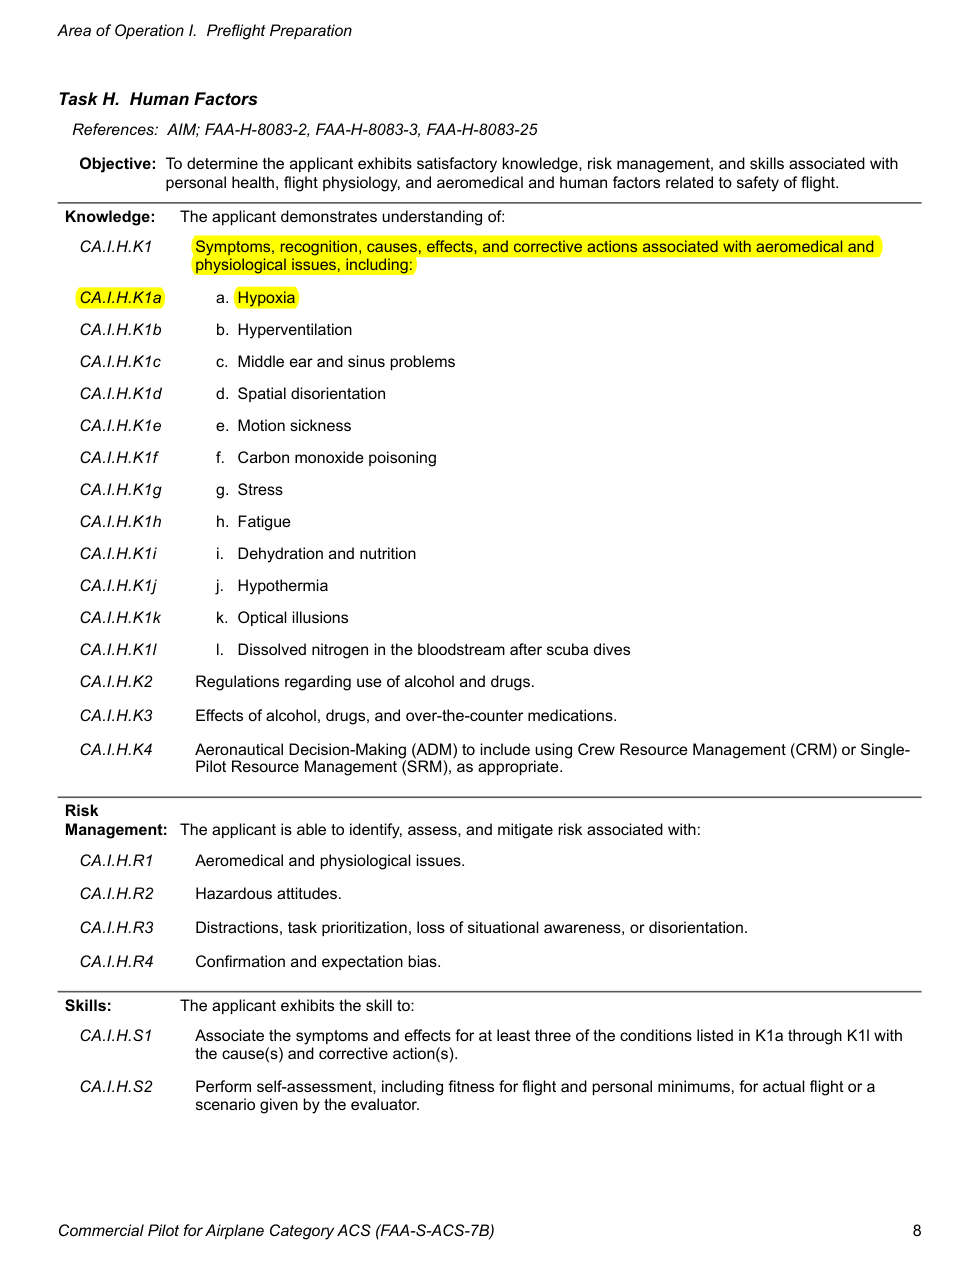 Area of Operation I.  Preflight Preparation
Task H.  Human Factors
References:  AIM; FAA-H-8083-2, FAA-H-8083-3, FAA-H-8083-25
Objective: To determine the applicant exhibits satisfactory knowledge, risk management, and skills associated with
personal health, flight physiology, and aeromedical and human factors related to safety of flight.
Knowledge: The applicant demonstrates understanding of:
CA.I.H.K1 Symptoms, recognition, causes, effects, and corrective actions associated with aeromedical and
physiological issues, including:
CA.I.H.K1a a. Hypoxia
CA.I.H.K1b b. Hyperventilation
CA.I.H.K1c c. Middle ear and sinus problems
CA.I.H.K1d d. Spatial disorientation
CA.I.H.K1e e. Motion sickness
CA.I.H.K1f f. Carbon monoxide poisoning
CA.I.H.K1g g. Stress
CA.I.H.K1h h. Fatigue
CA.I.H.K1i i. Dehydration and nutrition
CA.I.H.K1j j. Hypothermia
CA.I.H.K1k k. Optical illusions
CA.I.H.K1l l. Dissolved nitrogen in the bloodstream after scuba dives
CA.I.H.K2 Regulations regarding use of alcohol and drugs.
CA.I.H.K3 Effects of alcohol, drugs, and over-the-counter medications.
CA.I.H.K4 Aeronautical Decision-Making (ADM) to include using Crew Resource Management (CRM) or Single-
Pilot Resource Management (SRM), as appropriate.
Risk
Management: The applicant is able to identify, assess, and mitigate risk associated with:
CA.I.H.R1 Aeromedical and physiological issues.
CA.I.H.R2 Hazardous attitudes.
CA.I.H.R3 Distractions, task prioritization, loss of situational awareness, or disorientation.
CA.I.H.R4 Confirmation and expectation bias.
Skills: The applicant exhibits the skill to:
CA.I.H.S1 Associate the symptoms and effects for at least three of the conditions listed in K1a through K1l with
the cause(s) and corrective action(s).
CA.I.H.S2 Perform self-assessment, including fitness for flight and personal minimums, for actual flight or a
scenario given by the evaluator.
Commercial Pilot for Airplane Category ACS (FAA-S-ACS-7B) 8